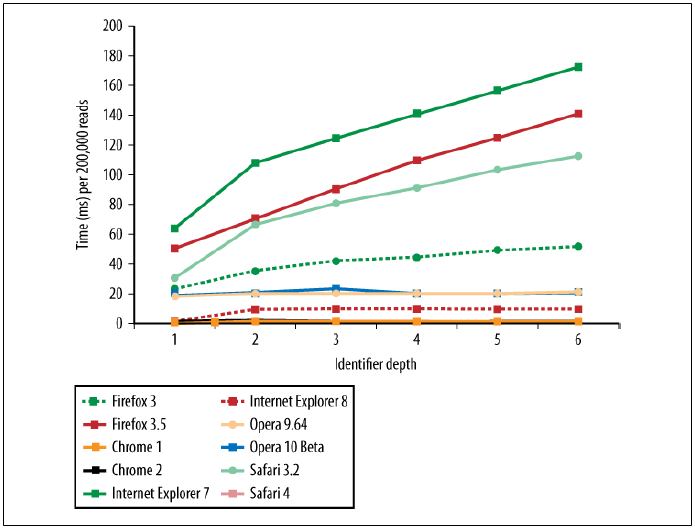 200
180
160
140
120
100
80
60
40
20
0
Time (ms) per 200,000 reads
1 2 3 4 5 6
Identifier depth
Firefox 3
Firefox 3.5
Chrome 1
Chrome 2
Internet Explorer 7
Internet Explorer 8
Opera 9.64
Opera 10 Beta
Safari 3.2
Safari 4